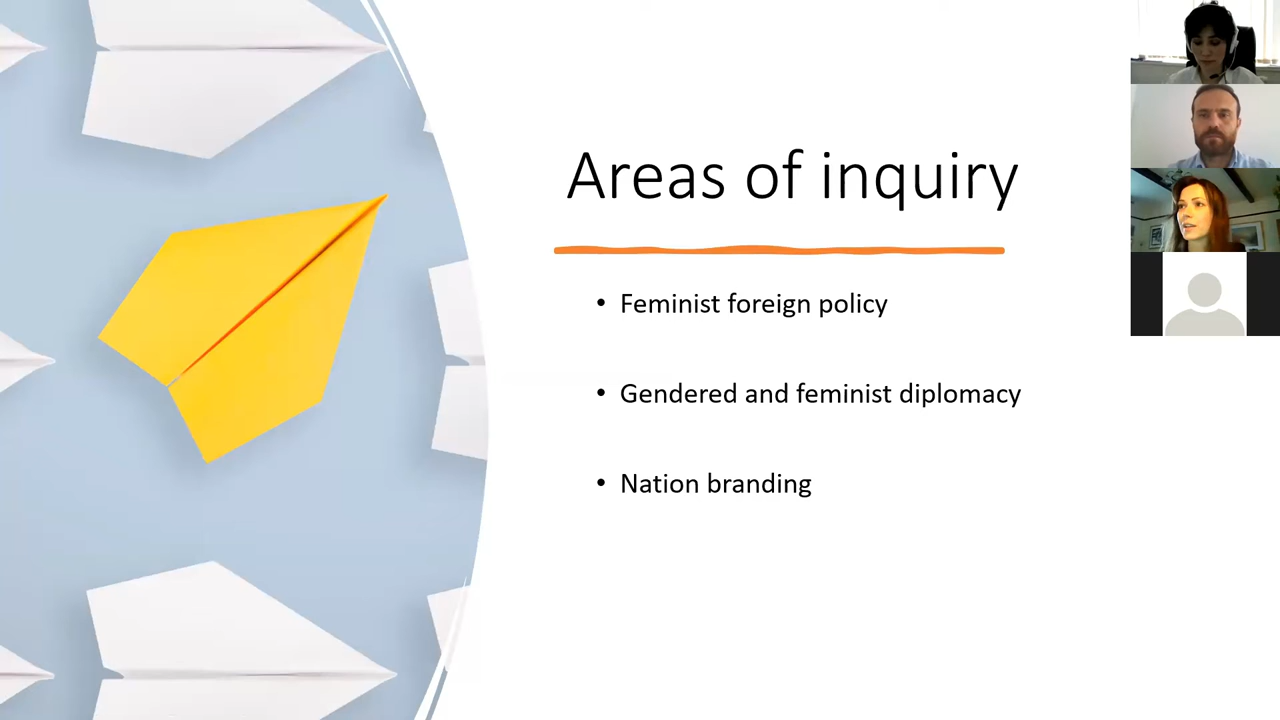 Areas of inquiry
• Feminist foreign policy
• Gendered and feminist diplomacy
• Nation branding